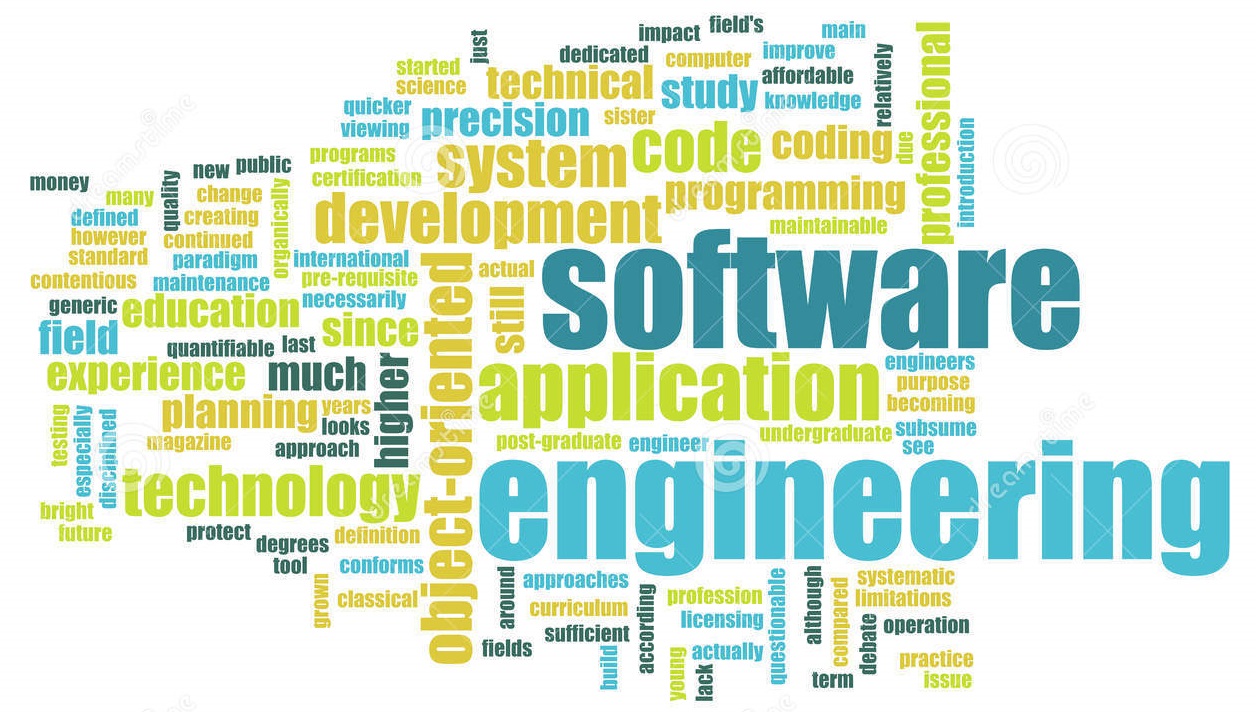 just
impact
field's
main
dedicated
computer
improve
started
science
technical
study
affordable
knowledge
relatively
professional
quicker
viewing
precision
sister
code
coding
due
introduction
programs
certification
system
programming
new
public
money
many
quality
change
organically
development
maintainable
defined
creating
however
continued
standard
paradigm
international
contentious
maintenance
pre-requisite
object-oriented
actual
still
software
generic
education
necessarily
field
since
quantifiable
last
experience
much
higher
application
engineers
purpose
becoming
planning
years
looks
testing
especially
disciplined
magazine
approach
post-graduate
engineer
undergraduate
subsume
see
technology
engineering
bright
future
protect
degrees
definition
tool
conforms
grown
classical
around
approaches
curriculum
sufficient
fields
build
according
profession
licensing
questionable
although
compared
systematic
limitations
debate
operation
young
actually
lack
term
practice
issue